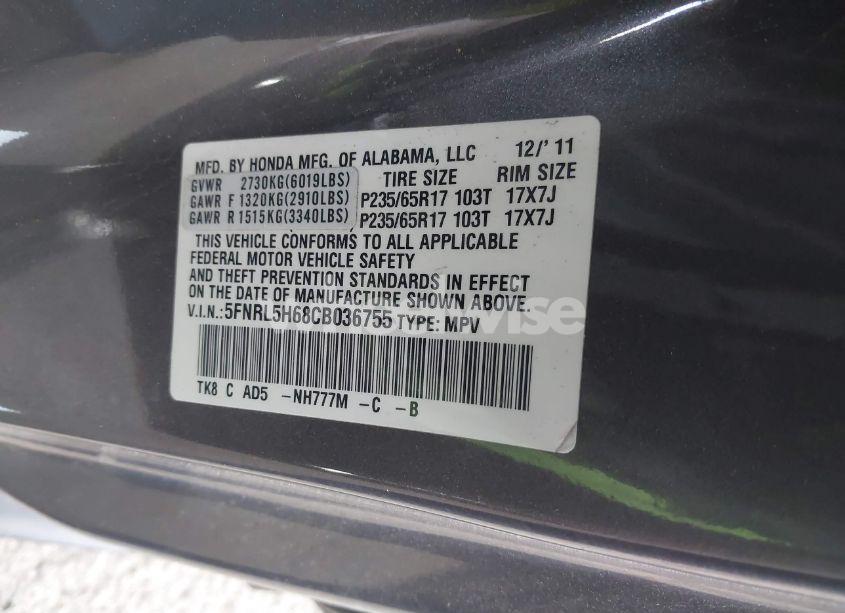 MFD. BY HONDA MFG. OF ALABAMA, LLC 12/'11
GVWR 2730KG(6019LBS) TIRE SIZE RIM SIZE
GAWR F 1320KG(2910LBS) P235/65R17 103T 17X7J
GAWR R 1515KG(3340LBS) P235/65R17 103T 17X7J
THIS VEHICLE CONFORMS TO ALL APPLICABLE
FEDERAL MOTOR VEHICLE SAFETY
AND THEFT PREVENTION STANDARDS IN EFFECT
ON THE DATE OF MANUFACTURE SHOWN ABOVE.
V.I.N.:5FNRL5H68CB036755 TYPE: MPV
TK8 C AD5 -NH777M -C -B